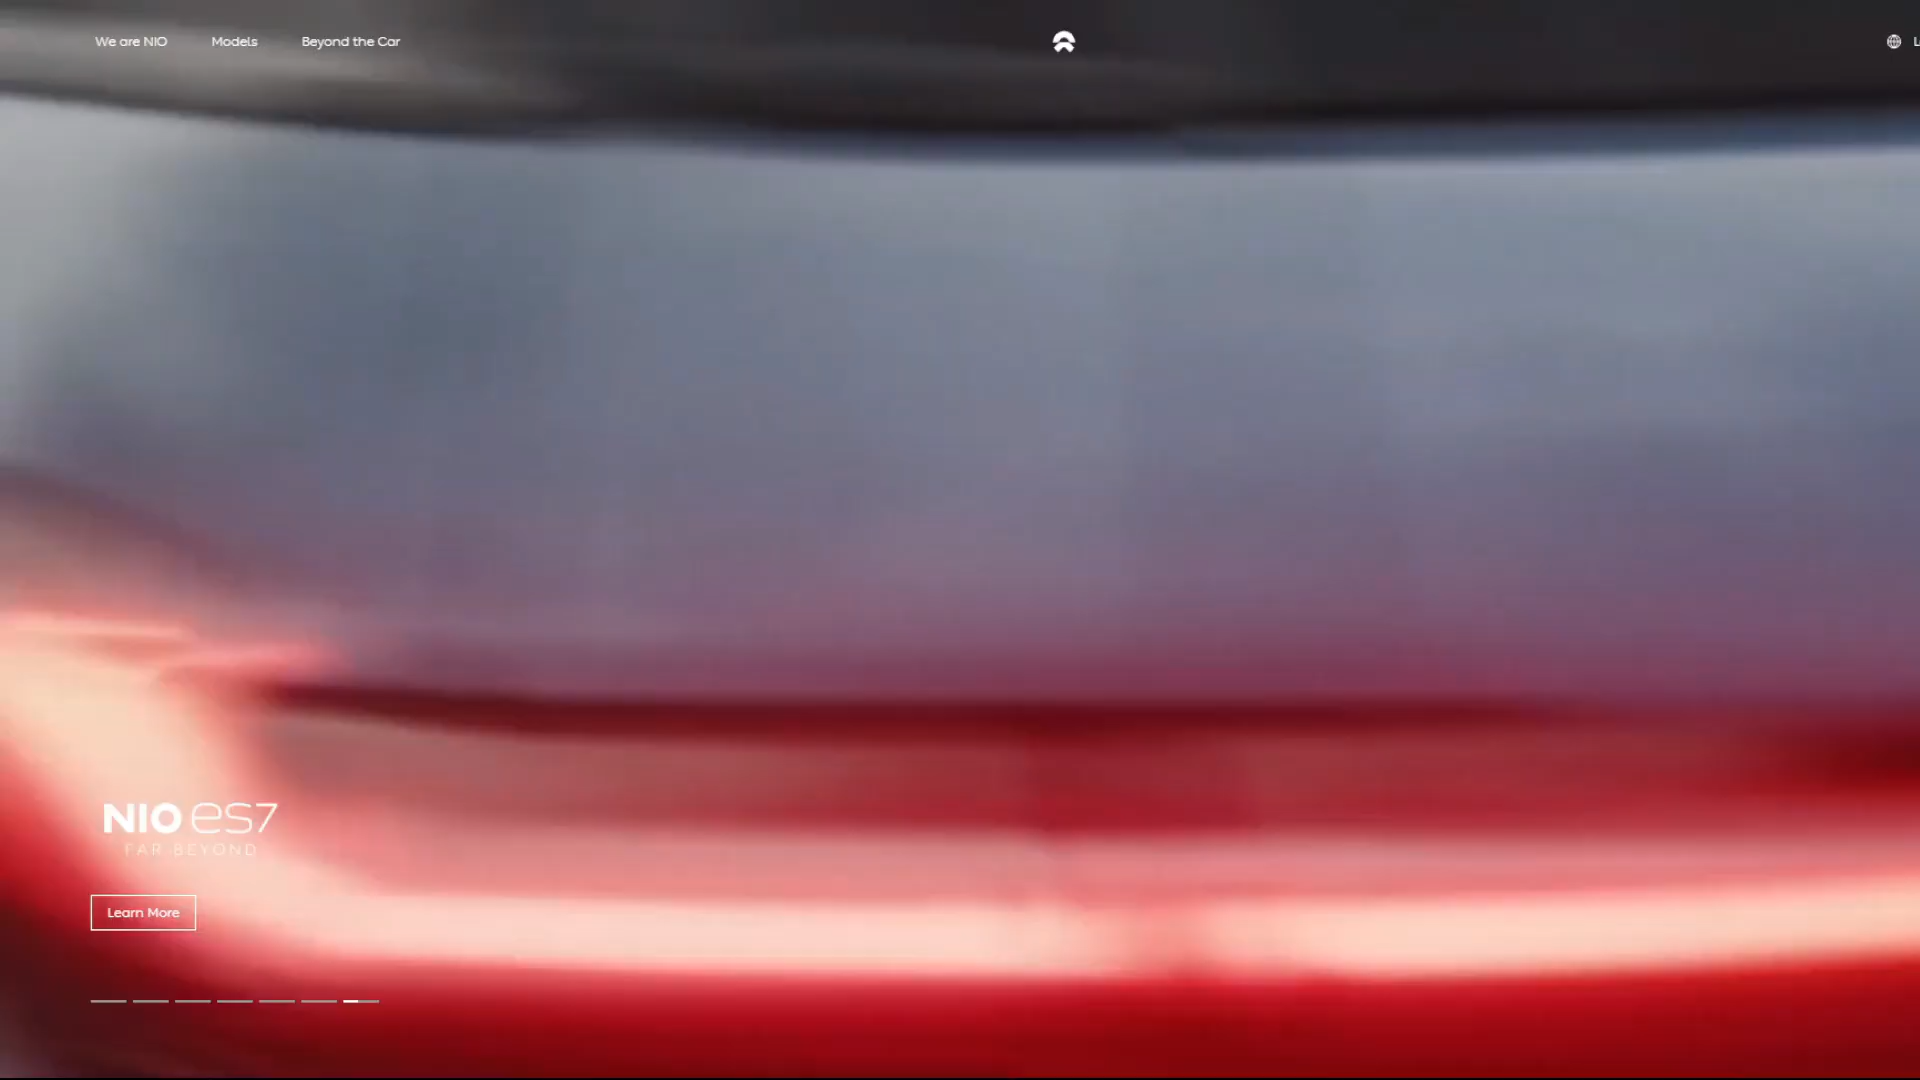 We are NIO
Models
Beyond the Car
NIO es7
FAR BEYOND
Learn More